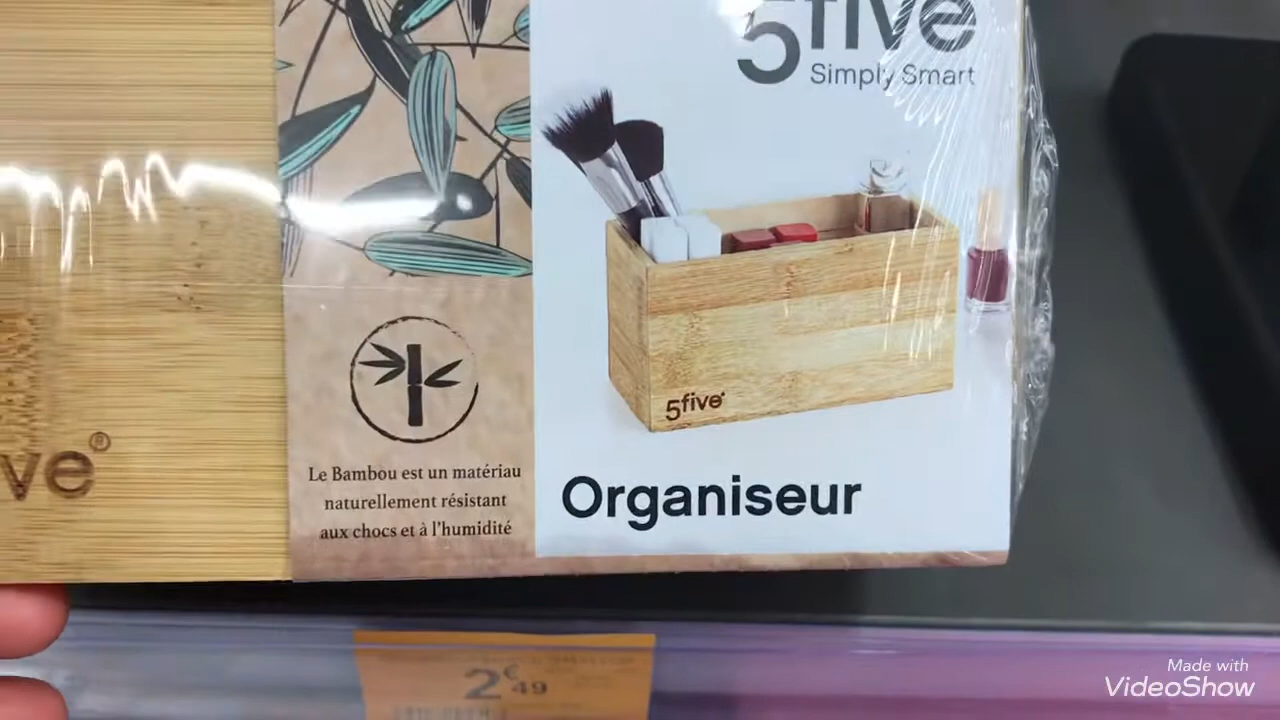 5five
Simply Smart
5five
ve®
Le Bambou est un matériau
naturellement résistant
aux chocs et à l'humidité
Organiseur
2€49
Made with
VideoShow